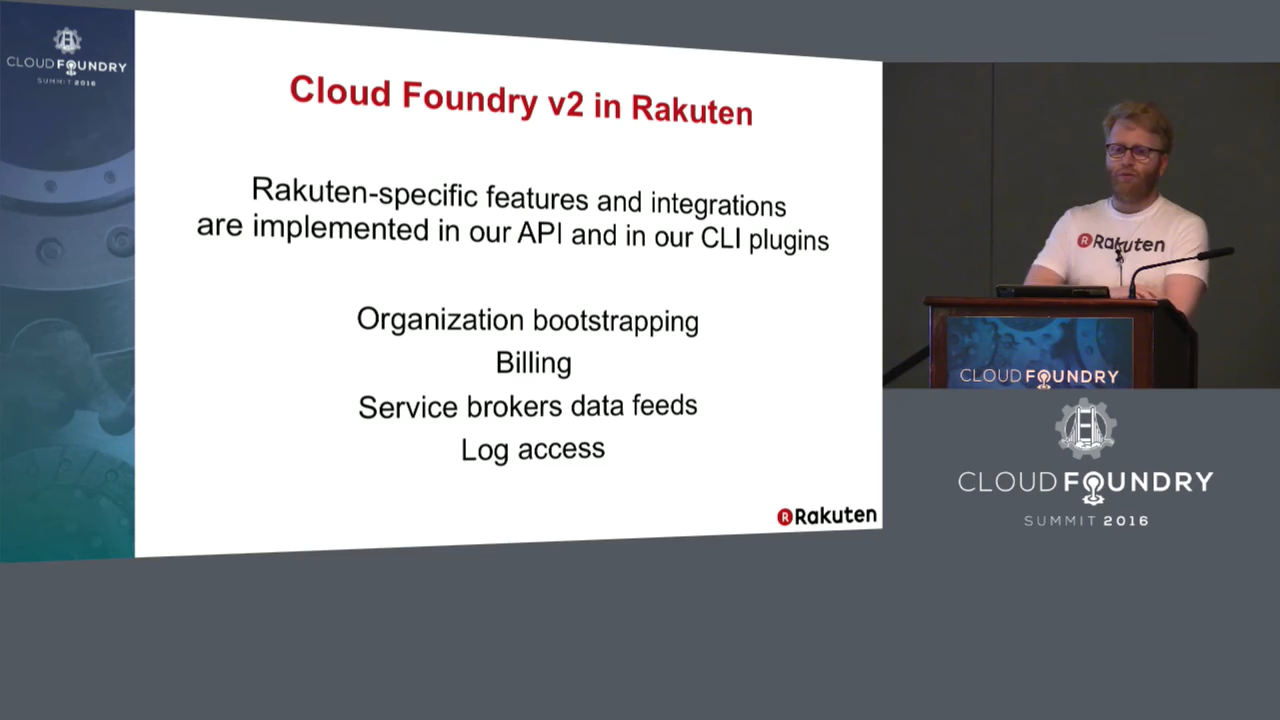 CLOUD FOUNDRY
SUMMIT 2016
Cloud Foundry v2 in Rakuten
Rakuten-specific features and integrations
are implemented in our API and in our CLI plugins
Organization bootstrapping
Billing
Service brokers data feeds
Log access
R Rakuten
R Rakuten
CLOUD FOUNDRY
CLOUD FOUNDRY
SUMMIT 2016